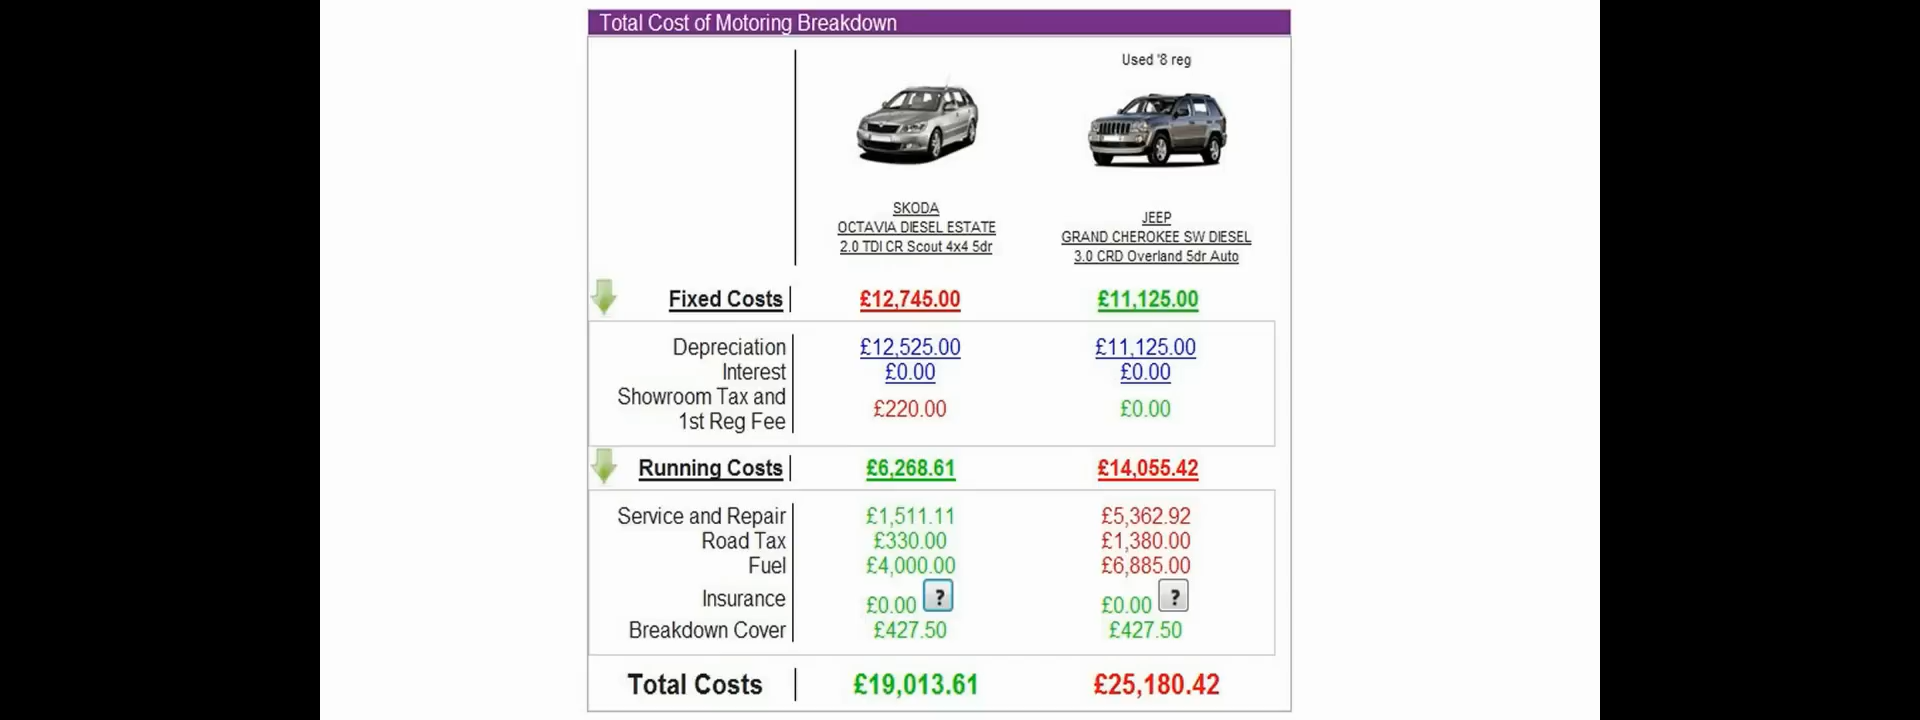 Total Cost of Motoring Breakdown
Used '8 reg
SKODA
OCTAVIA DIESEL ESTATE
2.0 TDI CR Scout 4x4 5dr
JEEP
GRAND CHEROKEE SW DIESEL
3.0 CRD Overland 5dr Auto
Fixed Costs £12,745.00 £11,125.00
Depreciation £12,525.00 £11,125.00
Interest £0.00 £0.00
Showroom Tax and
1st Reg Fee £220.00 £0.00
Running Costs £6,268.61 £14,055.42
Service and Repair £1,511.11 £5,362.92
Road Tax £330.00 £1,380.00
Fuel £4,000.00 £6,885.00
Insurance £0.00 ? £0.00 ?
Breakdown Cover £427.50 £427.50
Total Costs £19,013.61 £25,180.42